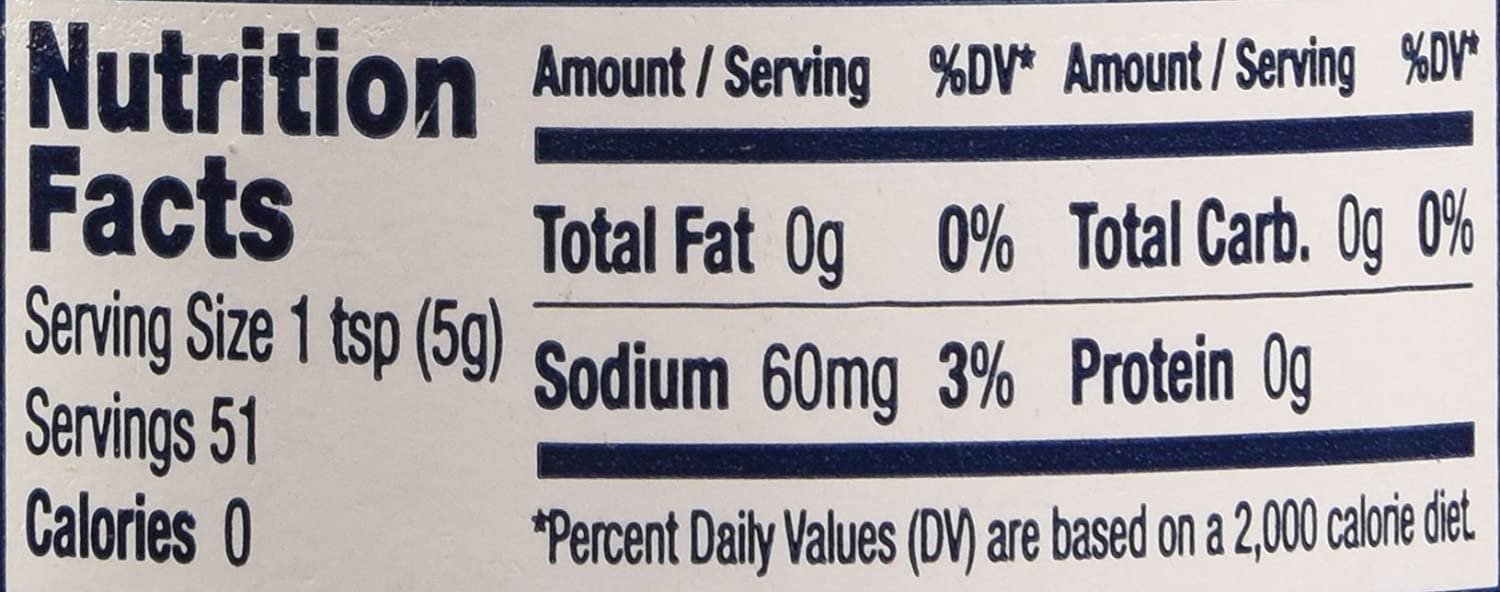 Nutrition
Facts
Serving Size 1 tsp (5g)
Servings 51
Calories 0
Amount / Serving %DV* Amount / Serving %DV*
Total Fat 0g 0% Total Carb. 0g 0%
Sodium 60mg 3% Protein 0g
*Percent Daily Values (DV) are based on a 2,000 calorie diet.